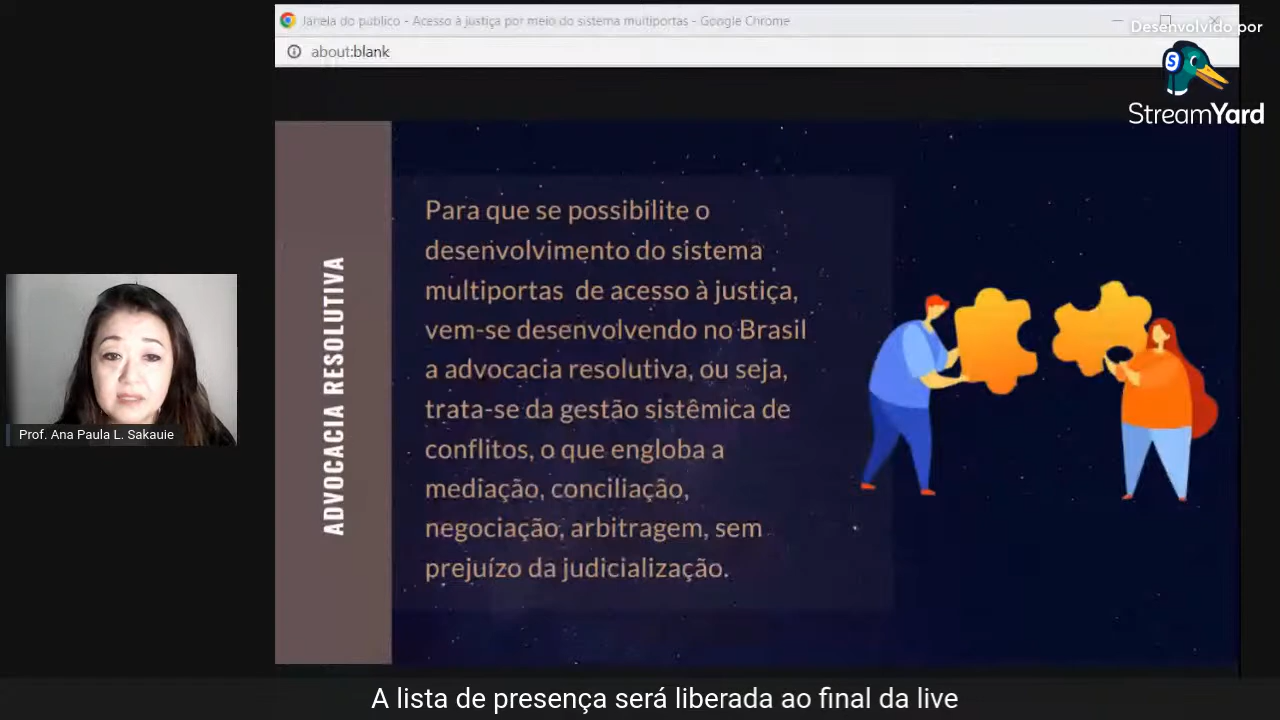 Janela do publico - Acesso à justiça por meio do sistema multiportas - Google Chrome
about:blank
Desenvolvido por
S
StreamYard
ADVOCACIA RESOLUTIVA
Para que se possibilite o
desenvolvimento do sistema
multiportas de acesso à justiça,
vem-se desenvolvendo no Brasil
a advocacia resolutiva, ou seja,
trata-se da gestão sistêmica de
conflitos, o que engloba a
mediação, conciliação,
negociação, arbitragem, sem
prejuízo da judicialização.
Prof. Ana Paula L. Sakauie
A lista de presença será liberada ao final da live